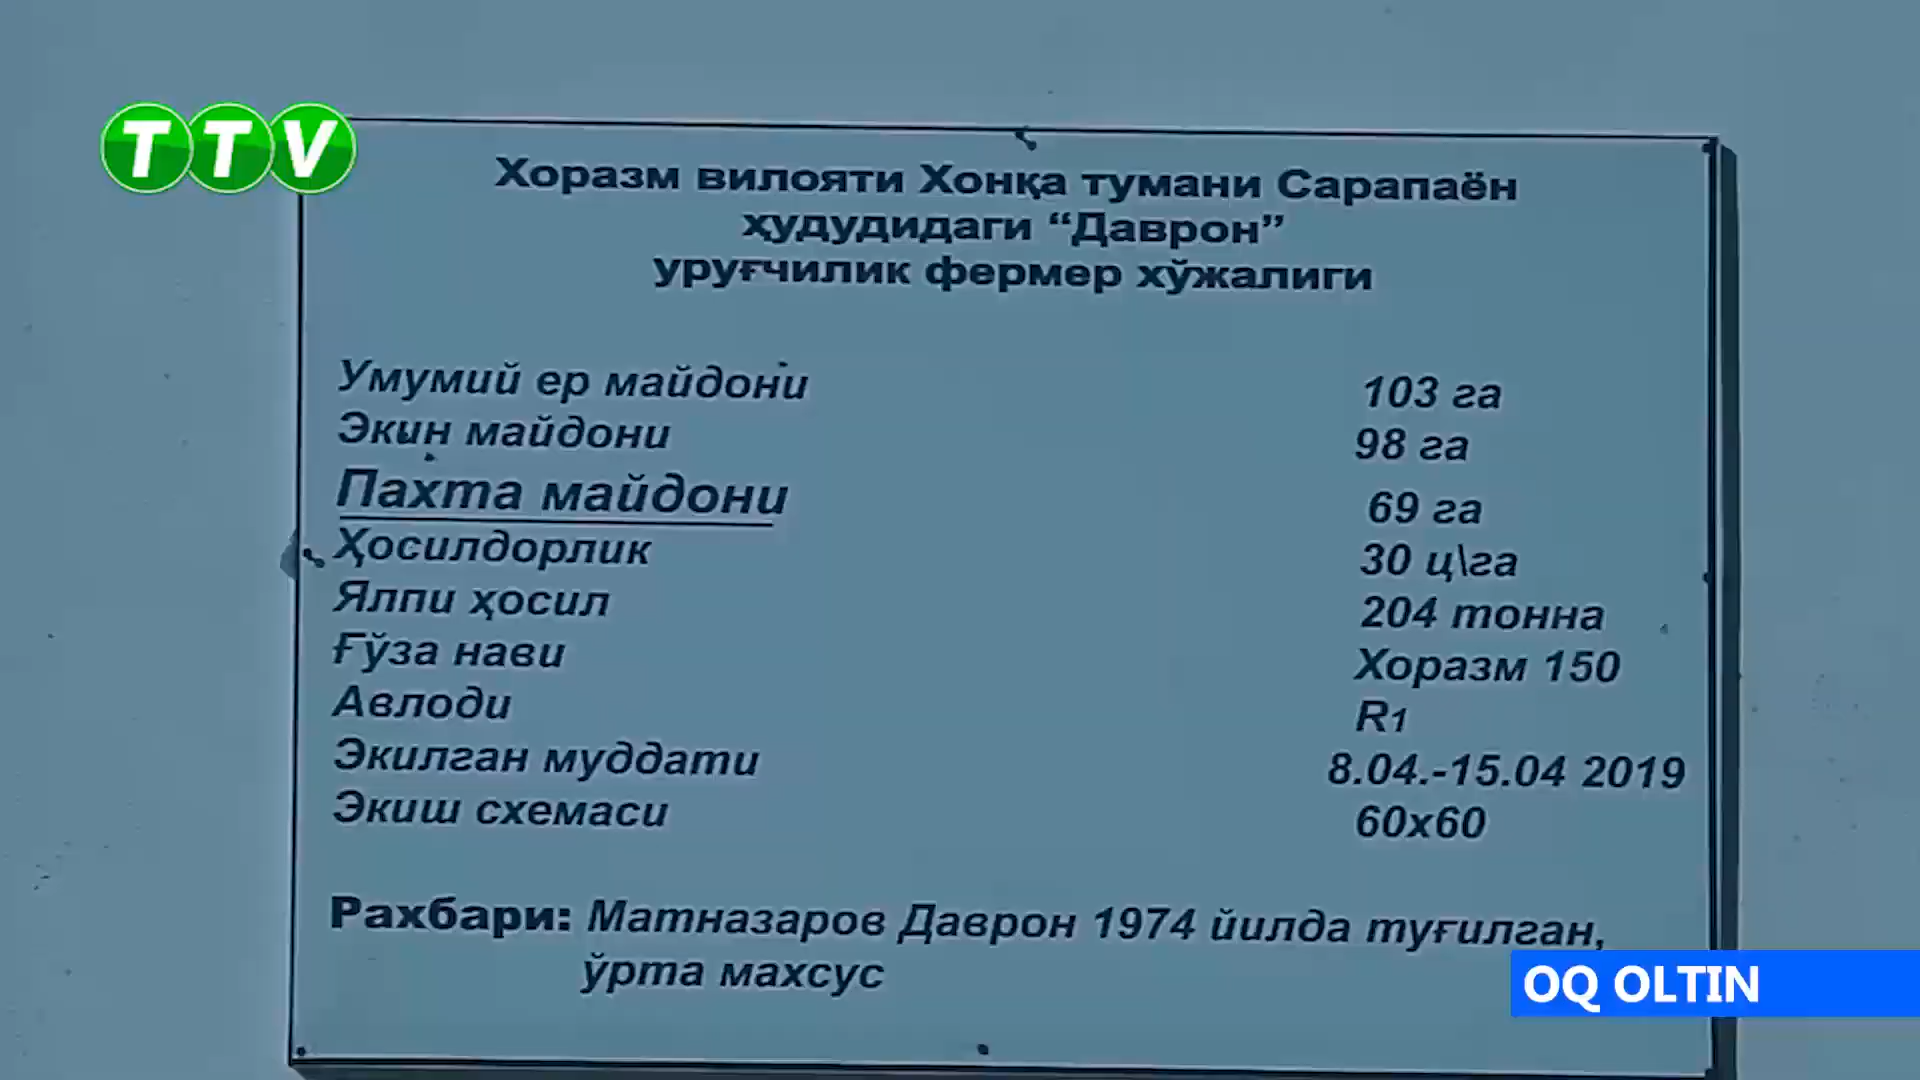 TTV
Хоразм вилояти Хонқа тумани Сарапаён
ҳудудидаги “Даврон”
уруғчилик фермер хўжалиги
Умумий ер майдони 103 га
Экин майдони 98 га
Пахта майдони 69 га
Ҳосилдорлик 30 ц\га
Ялпи ҳосил 204 тонна
Ғўза нави Хоразм 150
Авлоди R1
Экилган муддати 8.04.-15.04 2019
Экиш схемаси 60х60
Рахбари: Матназаров Даврон 1974 йилда туғилган,
ўрта махсус
OQ OLTIN